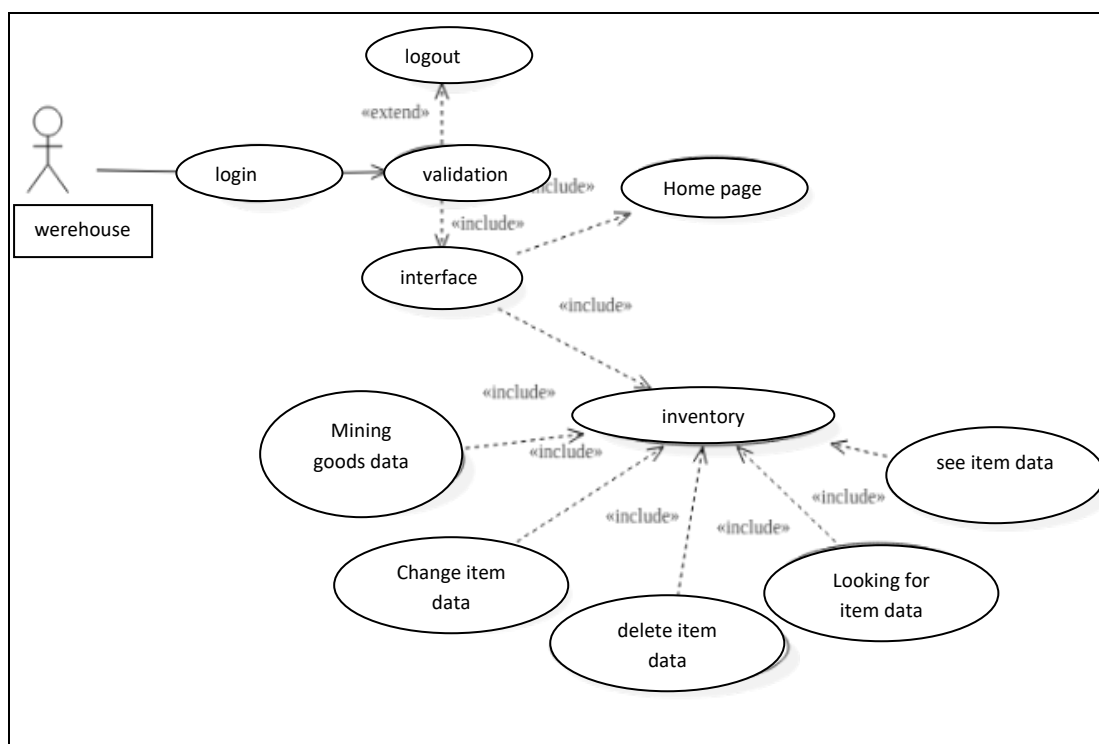 logout
«extend»
login
validation
include»
Home page
werehouse
«include»
interface
«include»
«include»
inventory
Mining
goods data
«include»
see item data
«include»
«include»
«include»
Change item
data
Looking for
item data
delete item
data